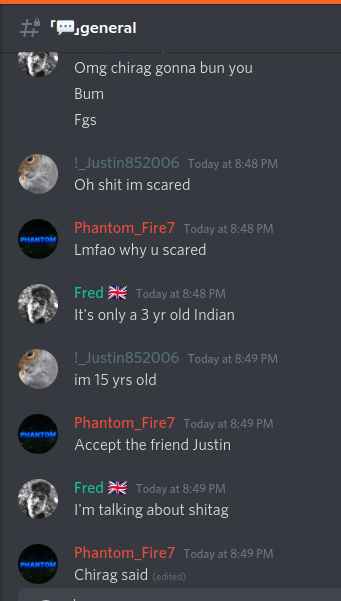 「💬」general
Omg chirag gonna bun you
Bum
Fgs
!_Justin852006 Today at 8:48 PM
Oh shit im scared
PHANTOM
Phantom_Fire7 Today at 8:48 PM
Lmfao why u scared
Fred 🇬🇧 Today at 8:48 PM
It's only a 3 yr old Indian
!_Justin852006 Today at 8:49 PM
im 15 yrs old
PHANTOM
Phantom_Fire7 Today at 8:49 PM
Accept the friend Justin
Fred 🇬🇧 Today at 8:49 PM
I'm talking about shitag
PHANTOM
Phantom_Fire7 Today at 8:49 PM
Chirag said (edited)